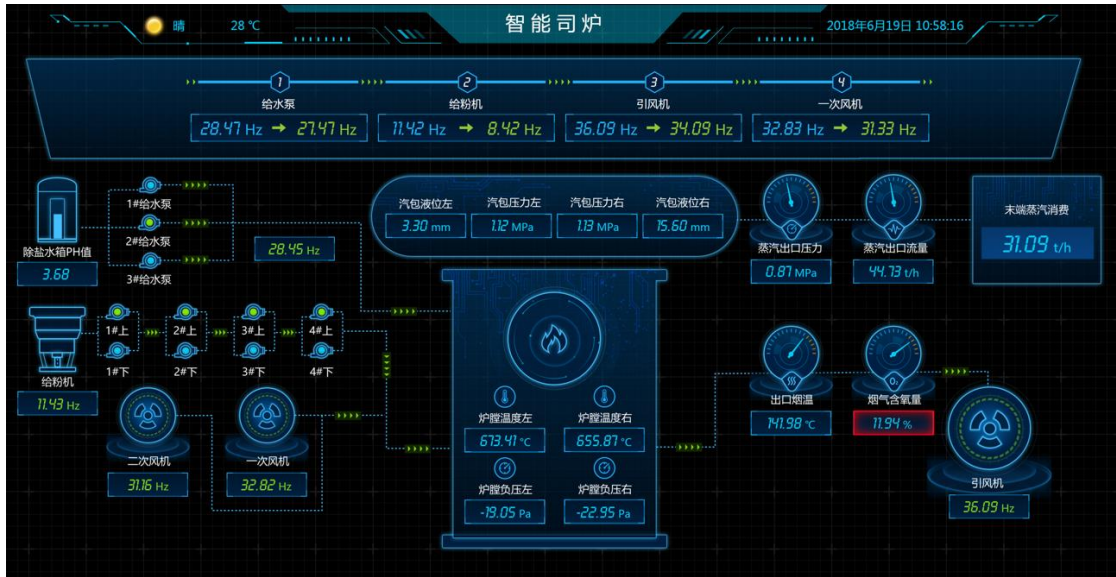 晴 28 ℃
智能司炉
2018年6月19日 10:58:16
1 2 3 4
给水泵 给粉机 引风机 一次风机
28.47 Hz → 27.47 Hz
11.42 Hz → 8.42 Hz
36.09 Hz → 34.09 Hz
32.83 Hz → 31.33 Hz
除盐水箱PH值
3.68
1#给水泵
2#给水泵
3#给水泵
28.45 Hz
汽包液位左 汽包压力左 汽包压力右 汽包液位右
3.30 mm 1.12 MPa 1.13 MPa 15.60 mm
蒸汽出口压力 蒸汽出口流量
0.87 MPa 44.73 t/h
末端蒸汽消费
31.09 t/h
1#上 2#上 3#上 4#上
1#下 2#下 3#下 4#下
给粉机
11.43 Hz
二次风机 一次风机
31.16 Hz 32.82 Hz
炉膛温度左 炉膛温度右
673.41 ℃ 655.87 ℃
炉膛负压左 炉膛负压右
-19.05 Pa -22.95 Pa
O₂
出口烟温 烟气含氧量
141.98 ℃ 11.94 %
引风机
36.09 Hz